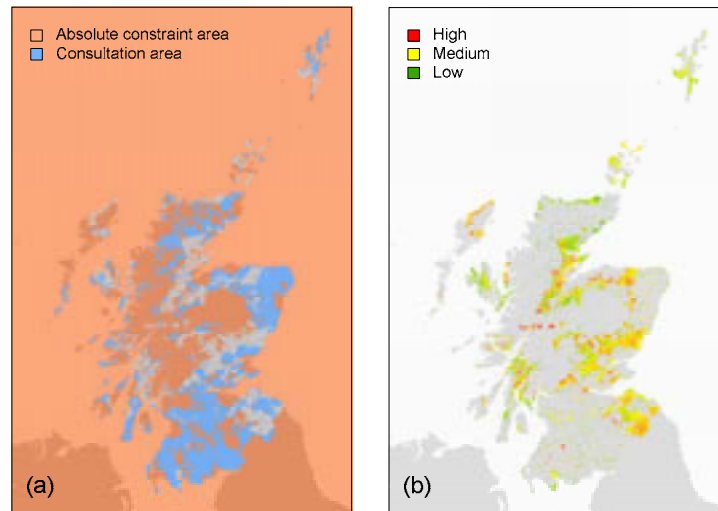 Absolute constraint area
Consultation area
(a)
High
Medium
Low
(b)